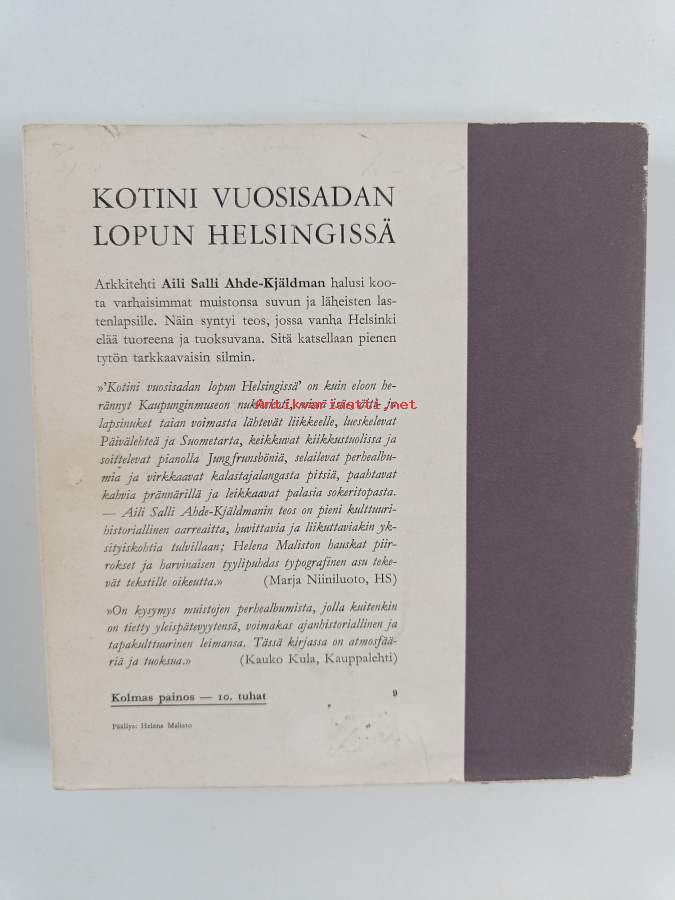 KOTINI VUOSISADAN
LOPUN HELSINGISSÄ
Arkkitehti Aili Salli Ahde-Kjäldman halusi koo-
ta varhaisimmat muistonsa suvun ja läheisten las-
tenlapsille. Näin syntyi teos, jossa vanha Helsinki
elää tuoreena ja tuoksuvana. Sitä katsellaan pienen
tytön tarkkaavaisin silmin.
»'Kotini vuosisadan lopun Helsingissä' on kuin eloon he-
rännyt Kaupunginmuseon ja
Antikvariaatti.net
lapsinuket taian voimasta lähtevät liikkeelle, lueskelevat
Päivälehteä ja Suometarta, keikkuvat kiikkustuolissa ja
soittelevat pianolla Jungfrunsböniä, selailevat perhealbu-
mia ja virkkaavat kalastajalangasta pitsiä, paahtavat
kahvia prännärillä ja leikkaavat palasia sokeritopasta.
— Aili Salli Ahde-Kjäldmanin teos on pieni kulttuuri-
historiallinen aarreaitta, huvittavia ja liikuttaviakin yk-
sityiskohtia tulvillaan; Helena Maliston hauskat piir-
rokset ja harvinaisen tyylipuhdas typografinen asu teke-
vät tekstille oikeutta.» (Marja Niiniluoto, HS)
»On kysymys muistojen perhealbumista, jolla kuitenkin
on tietty yleispätevyytensä, voimakas ajanhistoriallinen ja
tapakulttuurinen leimansa. Tässä kirjassa on atmosfää-
riä ja tuoksua.» (Kauko Kula, Kauppalehti)
Kolmas painos — 10. tuhat 9
Päällys: Helena Malisto